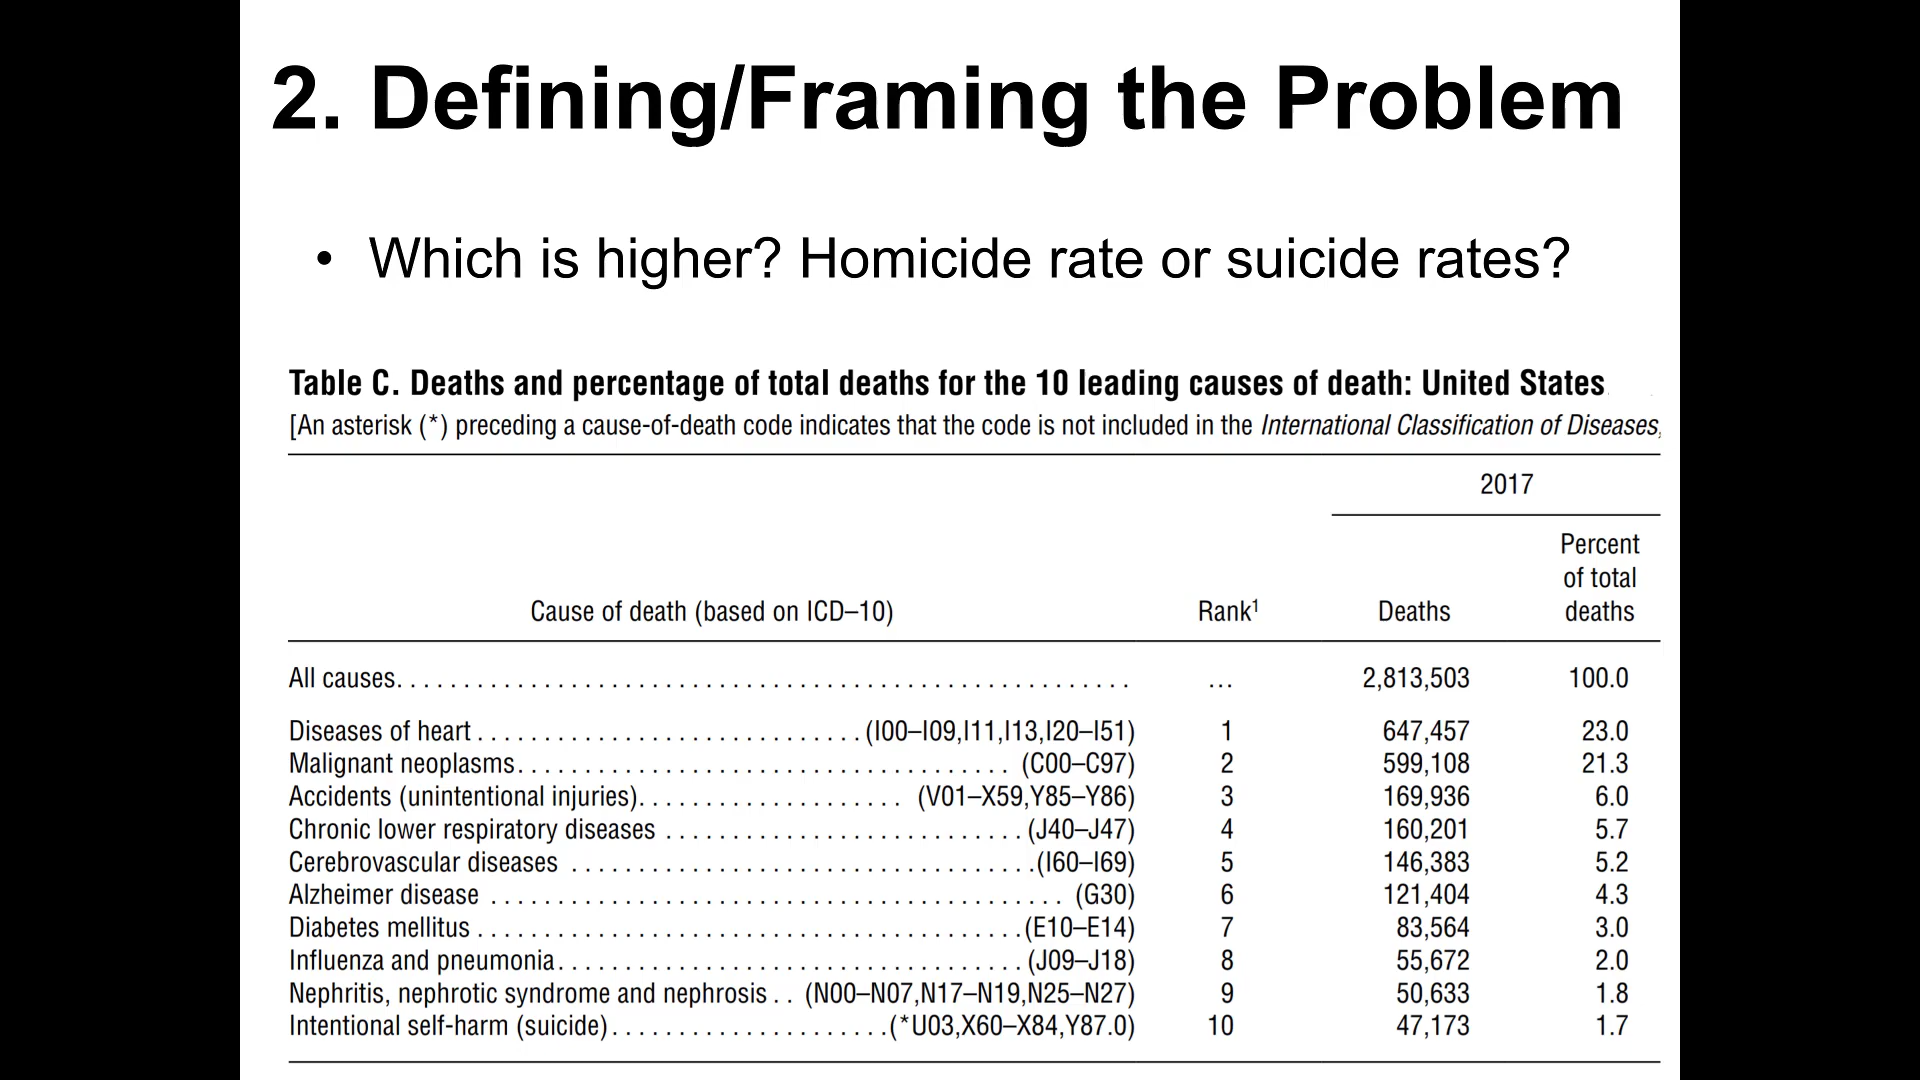 2. Defining/Framing the Problem
• Which is higher? Homicide rate or suicide rates?
Table C. Deaths and percentage of total deaths for the 10 leading causes of death: United States
[An asterisk (*) preceding a cause-of-death code indicates that the code is not included in the International Classification of Diseases,
2017
Percent
of total
Cause of death (based on ICD–10) Rank¹ Deaths deaths
All causes. . . . . . . . . . . . . . . . . . . . . . . . . . . . . . . . . . . . . . . . . . . . . . . . . . . . . . . … 2,813,503 100.0
Diseases of heart . . . . . . . . . . . . . . . . . . . . . . . . . . . . . (I00–I09,I11,I13,I20–I51) 1 647,457 23.0
Malignant neoplasms. . . . . . . . . . . . . . . . . . . . . . . . . . . . . . . . . . . . . (C00–C97) 2 599,108 21.3
Accidents (unintentional injuries). . . . . . . . . . . . . . . . . . . . (V01–X59,Y85–Y86) 3 169,936 6.0
Chronic lower respiratory diseases . . . . . . . . . . . . . . . . . . . . . . . . . . . (J40–J47) 4 160,201 5.7
Cerebrovascular diseases . . . . . . . . . . . . . . . . . . . . . . . . . . . . . . . . . . .(I60–I69) 5 146,383 5.2
Alzheimer disease . . . . . . . . . . . . . . . . . . . . . . . . . . . . . . . . . . . . . . . . . . . (G30) 6 121,404 4.3
Diabetes mellitus . . . . . . . . . . . . . . . . . . . . . . . . . . . . . . . . . . . . . . . . .(E10–E14) 7 83,564 3.0
Influenza and pneumonia. . . . . . . . . . . . . . . . . . . . . . . . . . . . . . . . . . . (J09–J18) 8 55,672 2.0
Nephritis, nephrotic syndrome and nephrosis . . (N00–N07,N17–N19,N25–N27) 9 50,633 1.8
Intentional self-harm (suicide) . . . . . . . . . . . . . . . . . . . . .(*U03,X60–X84,Y87.0) 10 47,173 1.7